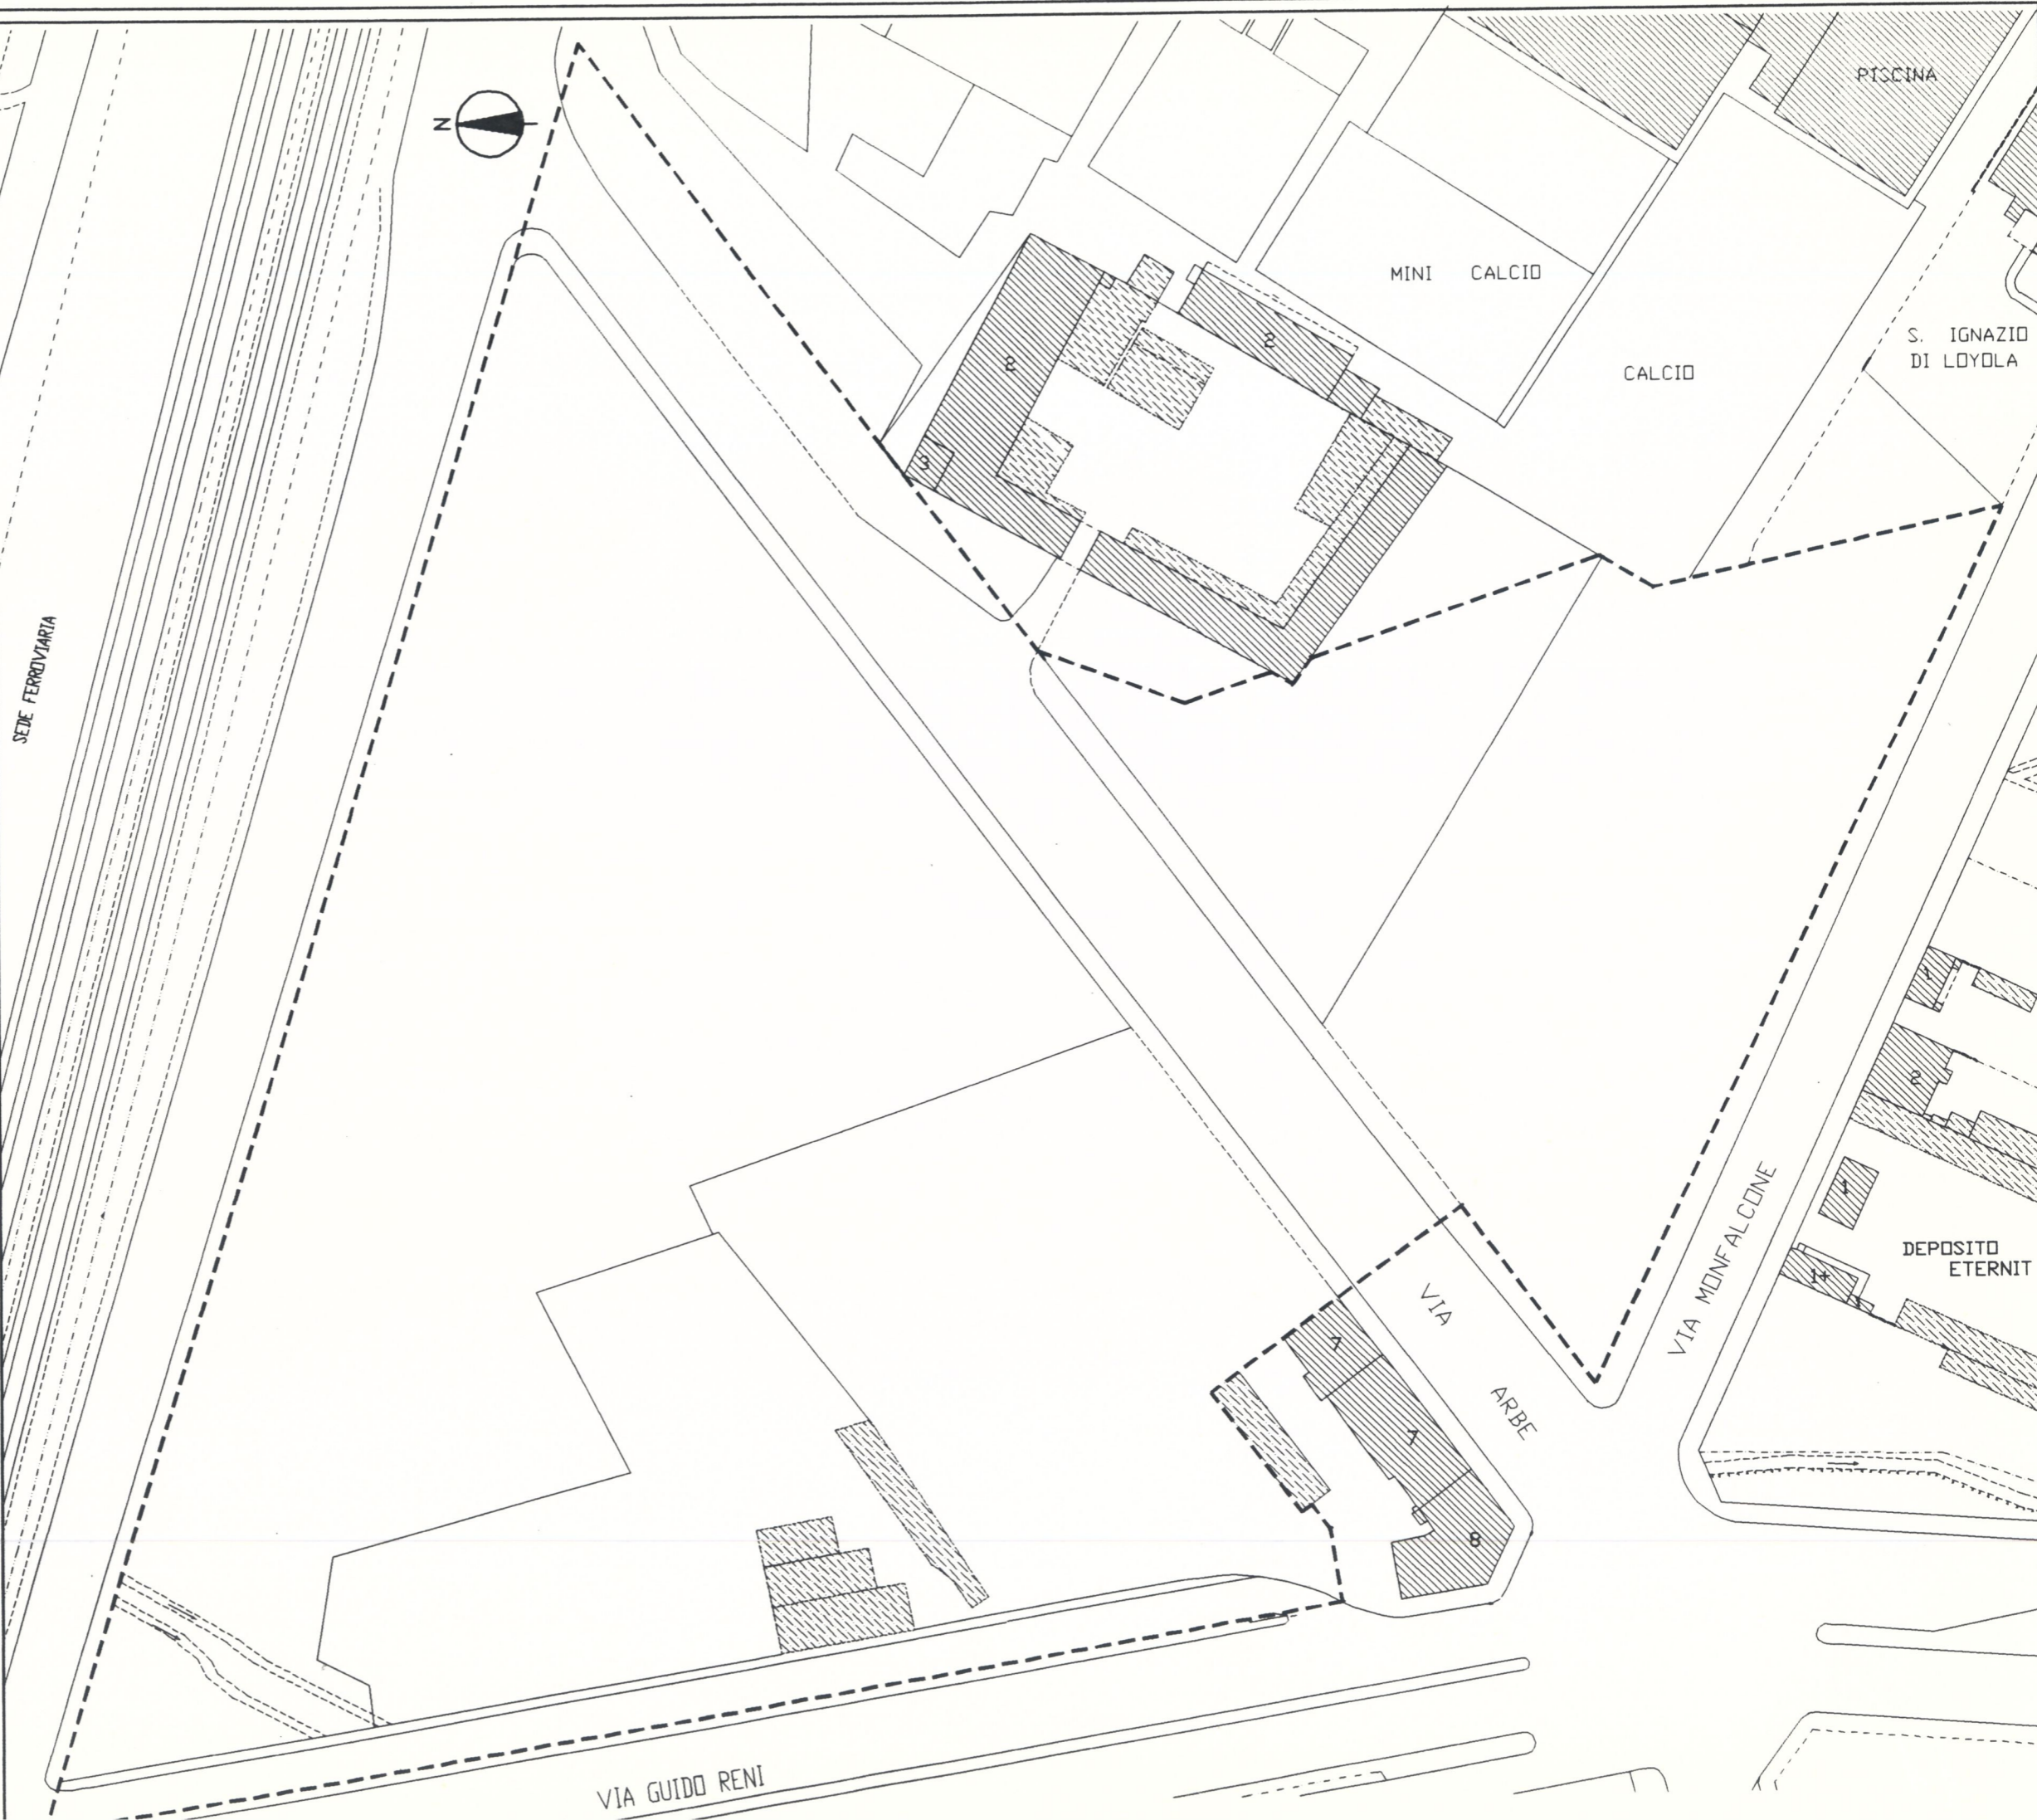 PISCINA
N
MINI CALCIO
S. IGNAZIO
DI LOYOLA
2
2
CALCIO
3
SEDE FERROVIARIA
1
2
1
DEPOSITO
ETERNIT
1+
VIA MONFALCONE
VIA ARBE
7
7
8
VIA GUIDO RENI